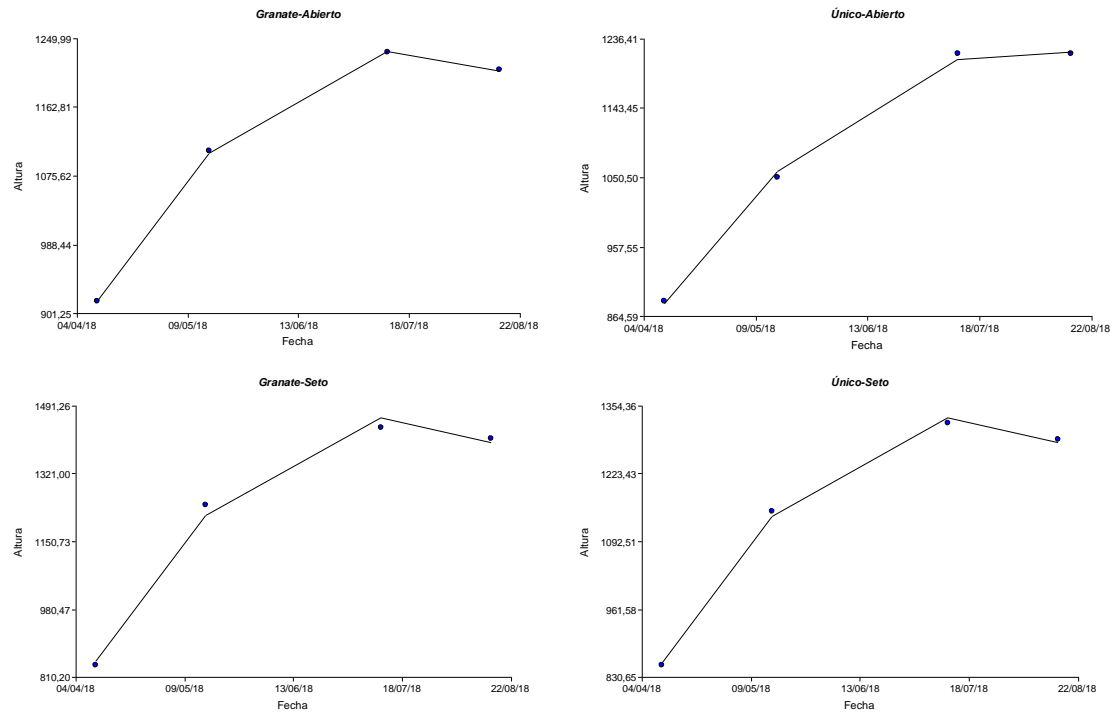 Granate-Abierto
1249,99
1162,81
1075,62
988,44
901,25
Altura
04/04/18 09/05/18 13/06/18 18/07/18 22/08/18
Fecha
Único-Abierto
1236,41
1143,45
1050,50
957,55
864,59
Altura
04/04/18 09/05/18 13/06/18 18/07/18 22/08/18
Fecha
Granate-Seto
1491,26
1321,00
1150,73
980,47
810,20
Altura
04/04/18 09/05/18 13/06/18 18/07/18 22/08/18
Fecha
Único-Seto
1354,36
1223,43
1092,51
961,58
830,65
Altura
04/04/18 09/05/18 13/06/18 18/07/18 22/08/18
Fecha